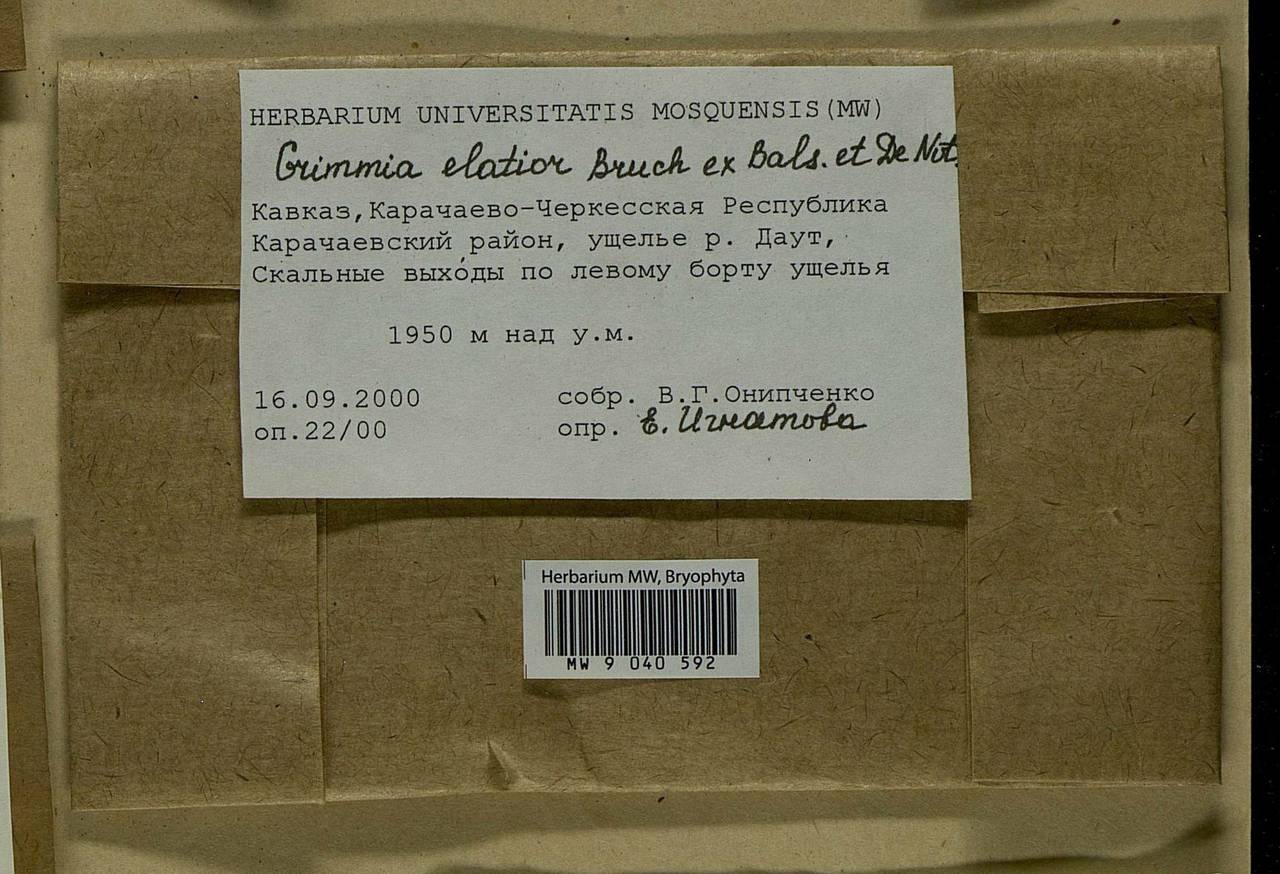 HERBARIUM UNIVERSITATIS MOSQUENSIS(MW)
Grimmia elatior Bruch ex Bals. et De Not.
Кавказ,Карачаево-Черкесская Республика
Карачаевский район, ущелье р. Даут,
Скальные выхо́ды по левому борту ущелья
1950 м над у.м.
16.09.2000 собр. В.Г.Онипченко
оп.22/00 опр. Е. Игнатова
Herbarium MW, Bryophyta
MW 9 040 592